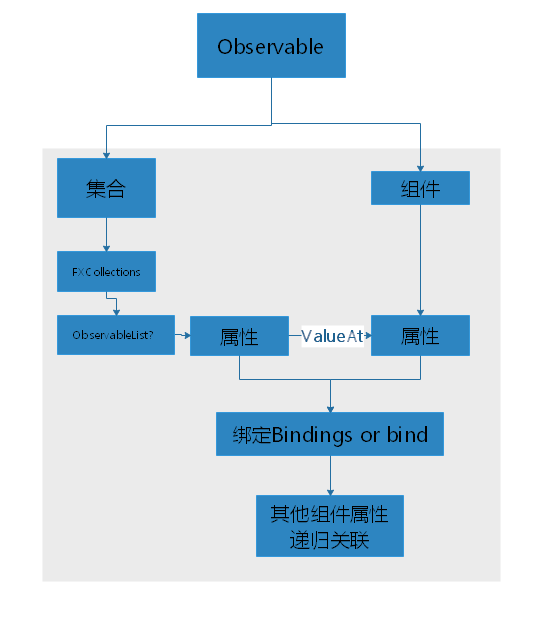 Observable
集合
组件
FXCollections
ObservableList?
属性
ValueAt
属性
绑定Bindings or bind
其他组件属性
递归关联